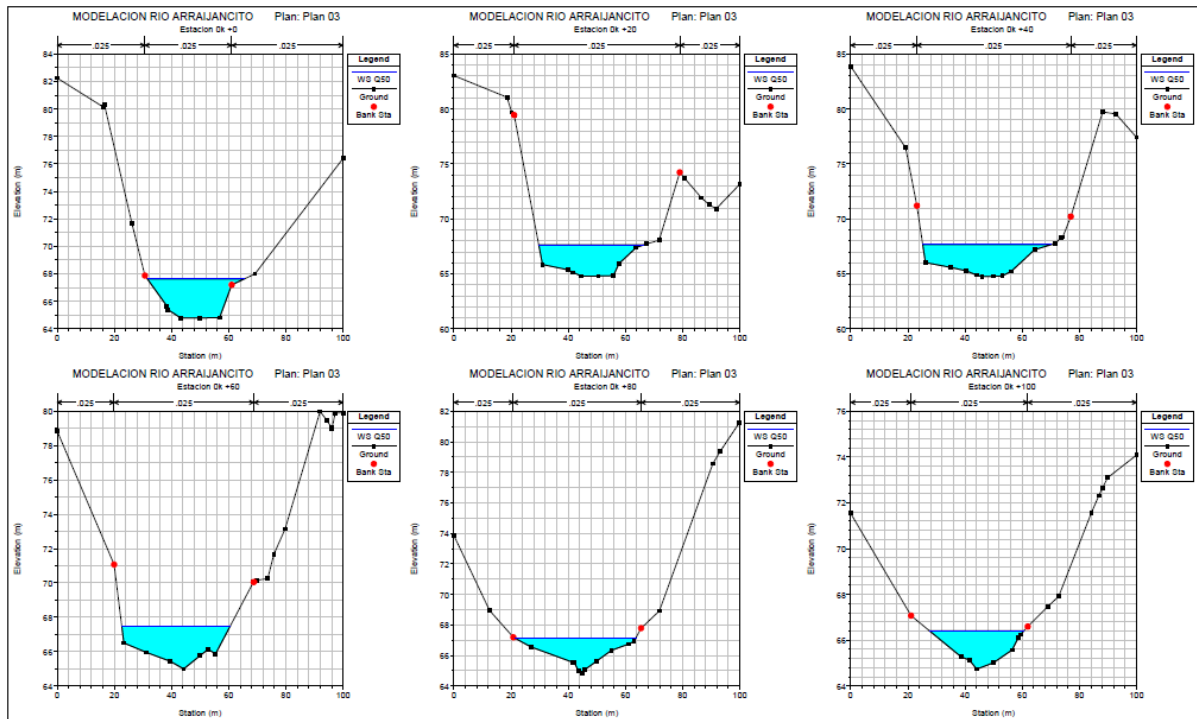 MODELACION RIO ARRAIJANCITO Plan: Plan 03
Estacion 0k +0
.025 .025 .025
Legend
WS Q50
Ground
Bank Sta
Elevation (m)
84
82
80
78
76
74
72
70
68
66
64
0 20 40 60 80 100
Station (m)
MODELACION RIO ARRAIJANCITO Plan: Plan 03
Estacion 0k +20
.025 .025 .025
Legend
WS Q50
Ground
Bank Sta
Elevation (m)
85
80
75
70
65
60
0 20 40 60 80 100
Station (m)
MODELACION RIO ARRAIJANCITO Plan: Plan 03
Estacion 0k +40
.025 .025 .025
Legend
WS Q50
Ground
Bank Sta
Elevation (m)
85
80
75
70
65
60
0 20 40 60 80 100
Station (m)
MODELACION RIO ARRAIJANCITO Plan: Plan 03
Estacion 0k +60
.025 .025 .025
Legend
WS Q50
Ground
Bank Sta
Elevation (m)
80
78
76
74
72
70
68
66
64
0 20 40 60 80 100
Station (m)
MODELACION RIO ARRAIJANCITO Plan: Plan 03
Estacion 0k +80
.025 .025 .025
Legend
WS Q50
Ground
Bank Sta
Elevation (m)
82
80
78
76
74
72
70
68
66
64
0 20 40 60 80 100
Station (m)
MODELACION RIO ARRAIJANCITO Plan: Plan 03
Estacion 0k +100
.025 .025 .025
Legend
WS Q50
Ground
Bank Sta
Elevation (m)
76
74
72
70
68
66
64
0 20 40 60 80 100
Station (m)